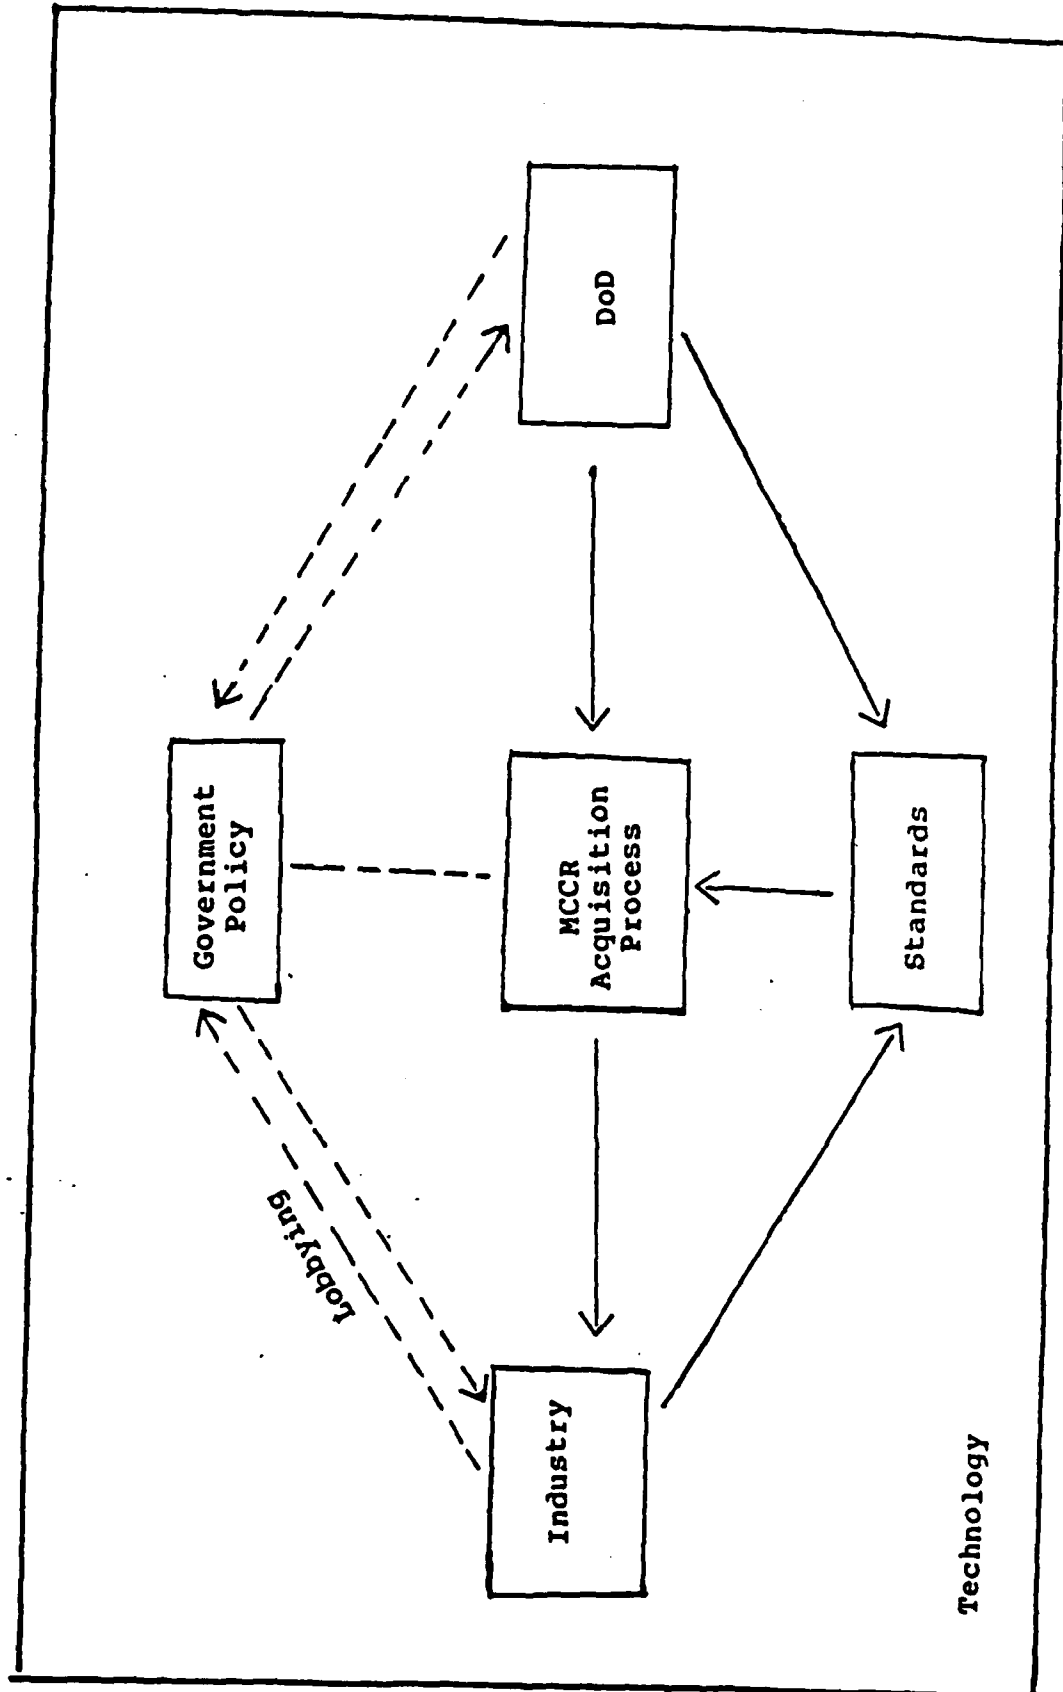 Government
Policy
Lobbying
Industry
MCCR
Acquisition
Process
DoD
Standards
Technology